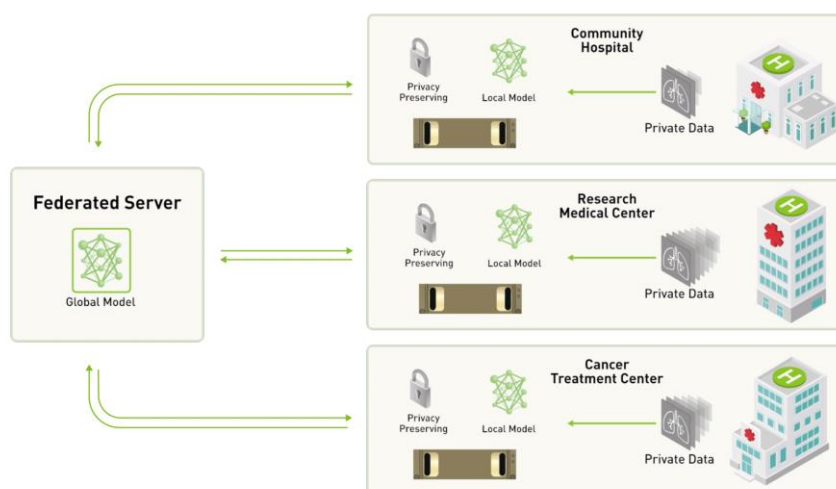 Federated Server
Global Model
Community
Hospital
Privacy
Preserving
Local Model
Private Data
H
Research
Medical Center
Privacy
Preserving
Local Model
Private Data
H
Cancer
Treatment Center
Privacy
Preserving
Local Model
Private Data
H